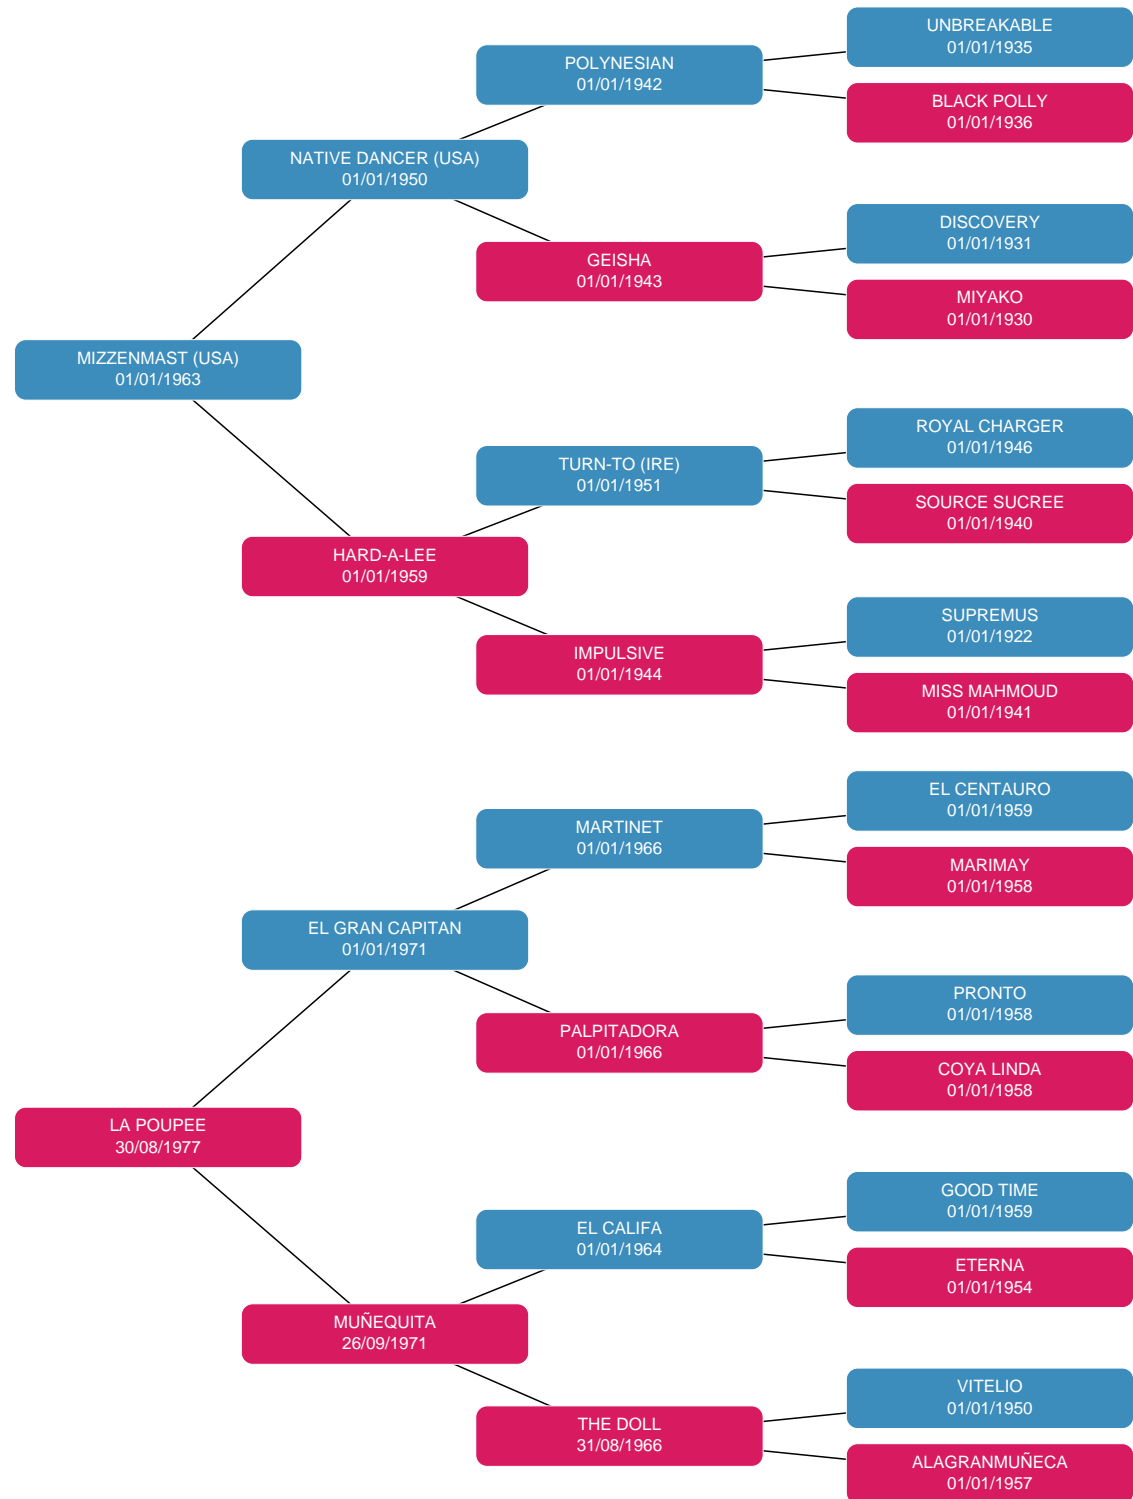 UNBREAKABLE
01/01/1935
POLYNESIAN
01/01/1942
BLACK POLLY
01/01/1936
NATIVE DANCER (USA)
01/01/1950
DISCOVERY
01/01/1931
GEISHA
01/01/1943
MIYAKO
01/01/1930
MIZZENMAST (USA)
01/01/1963
ROYAL CHARGER
01/01/1946
TURN-TO (IRE)
01/01/1951
SOURCE SUCREE
01/01/1940
HARD-A-LEE
01/01/1959
SUPREMUS
01/01/1922
IMPULSIVE
01/01/1944
MISS MAHMOUD
01/01/1941
EL CENTAURO
01/01/1959
MARTINET
01/01/1966
MARIMAY
01/01/1958
EL GRAN CAPITAN
01/01/1971
PRONTO
01/01/1958
PALPITADORA
01/01/1966
COYA LINDA
01/01/1958
LA POUPEE
30/08/1977
GOOD TIME
01/01/1959
EL CALIFA
01/01/1964
ETERNA
01/01/1954
MUÑEQUITA
26/09/1971
VITELIO
01/01/1950
THE DOLL
31/08/1966
ALAGRANMUÑECA
01/01/1957